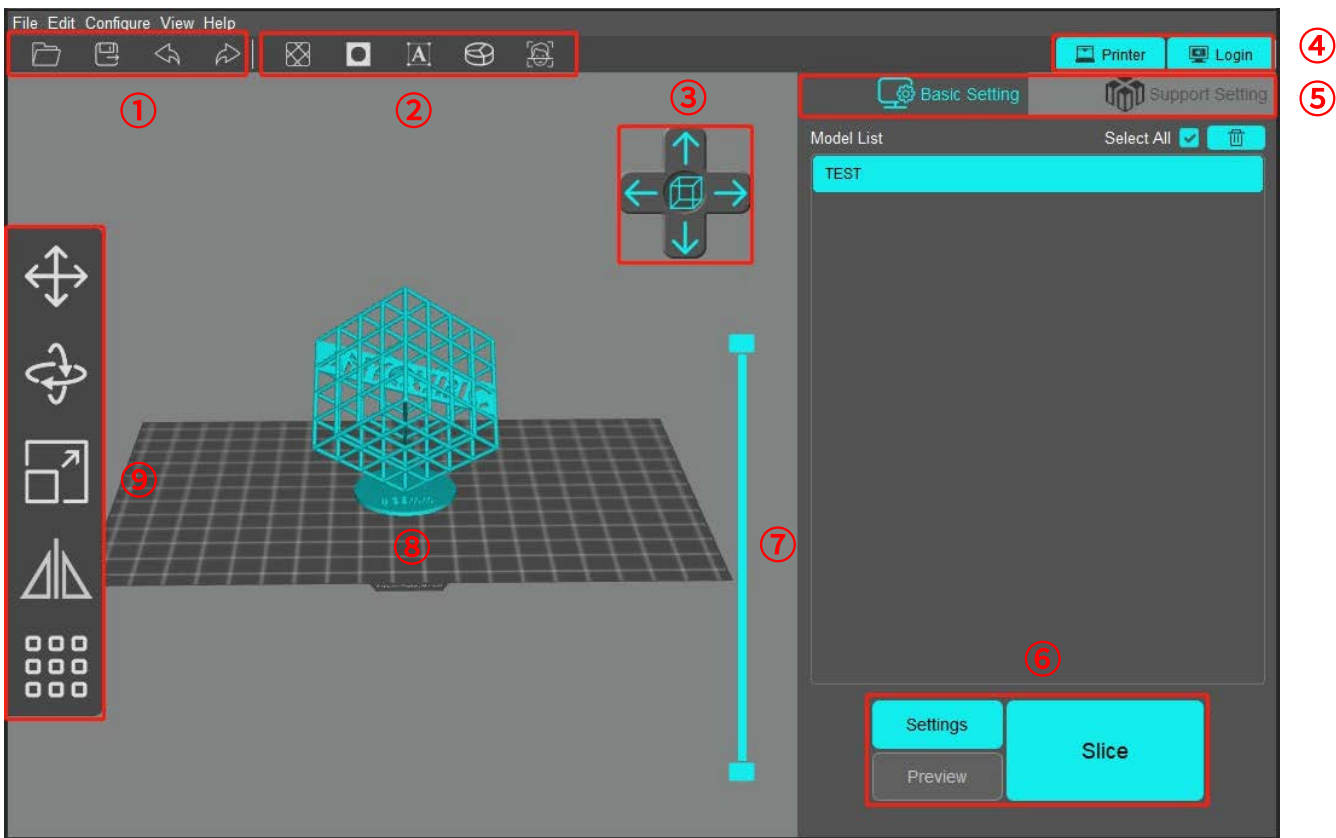 File Edit Configure View Help
Printer Login ④
① ② ③ Basic Setting Support Setting ⑤
Model List Select All
TEST
A
⑨
⑧ ⑦
⑥
Settings
Slice
Preview